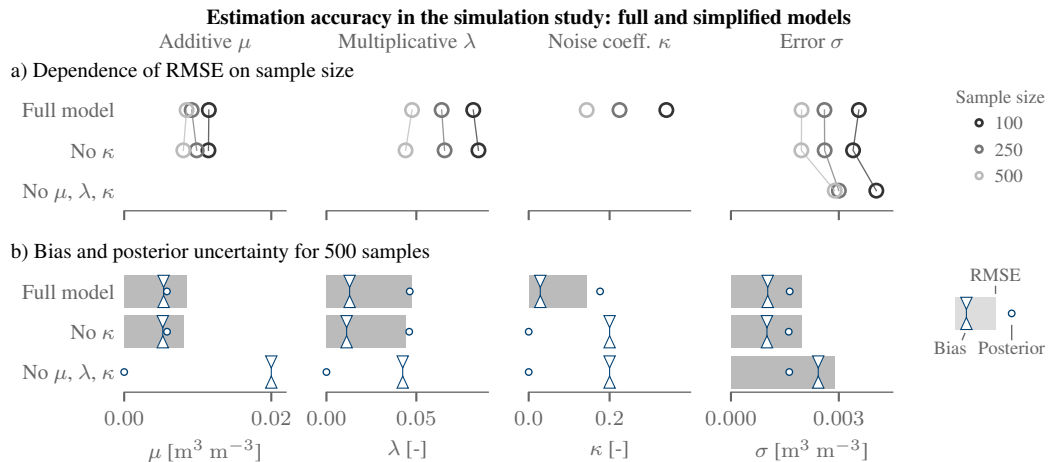 Estimation accuracy in the simulation study: full and simplified models
Additive μ Multiplicative λ Noise coeff. κ Error σ
a) Dependence of RMSE on sample size
Full model
No κ
No μ, λ, κ
Sample size
100
250
500
b) Bias and posterior uncertainty for 500 samples
Full model
No κ
No μ, λ, κ
RMSE
Bias Posterior
0.00 0.02 0.00 0.05 0.0 0.2 0.000 0.003
μ [m³ m⁻³] λ [-] κ [-] σ [m³ m⁻³]